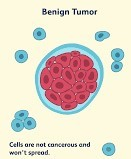 Benign Tumor
Cells are not cancerous and
won't spread.